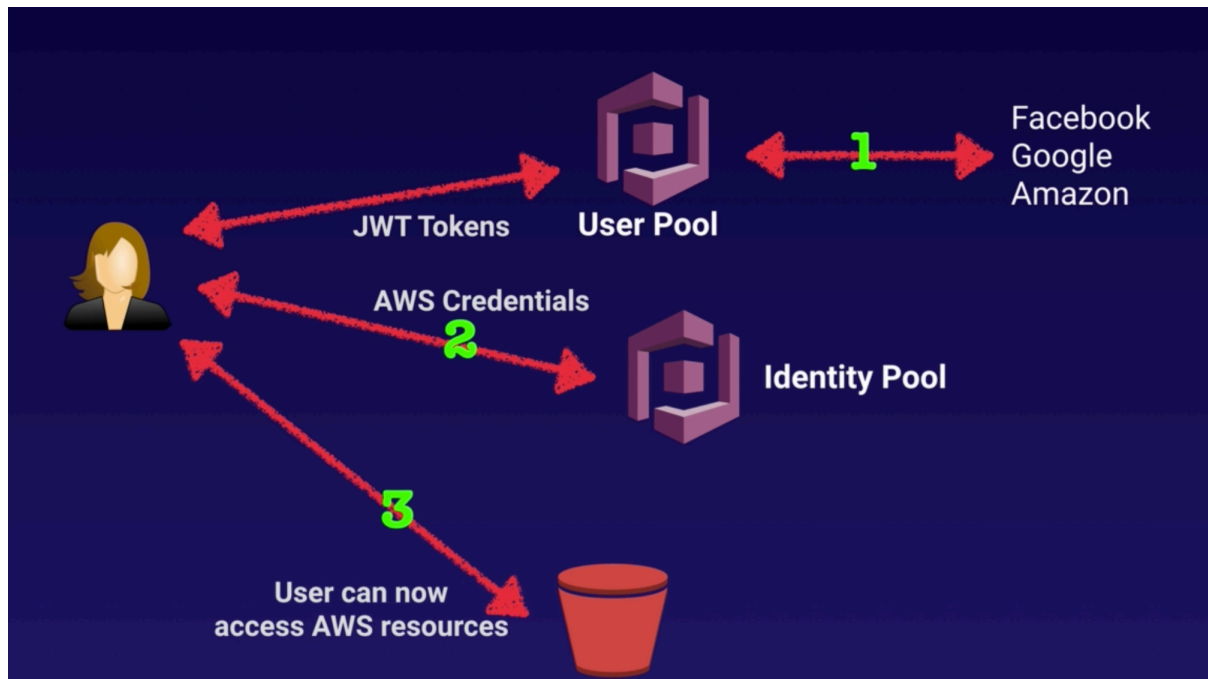 Facebook
1
Google
Amazon
JWT Tokens
User Pool
AWS Credentials
2
Identity Pool
3
User can now
access AWS resources